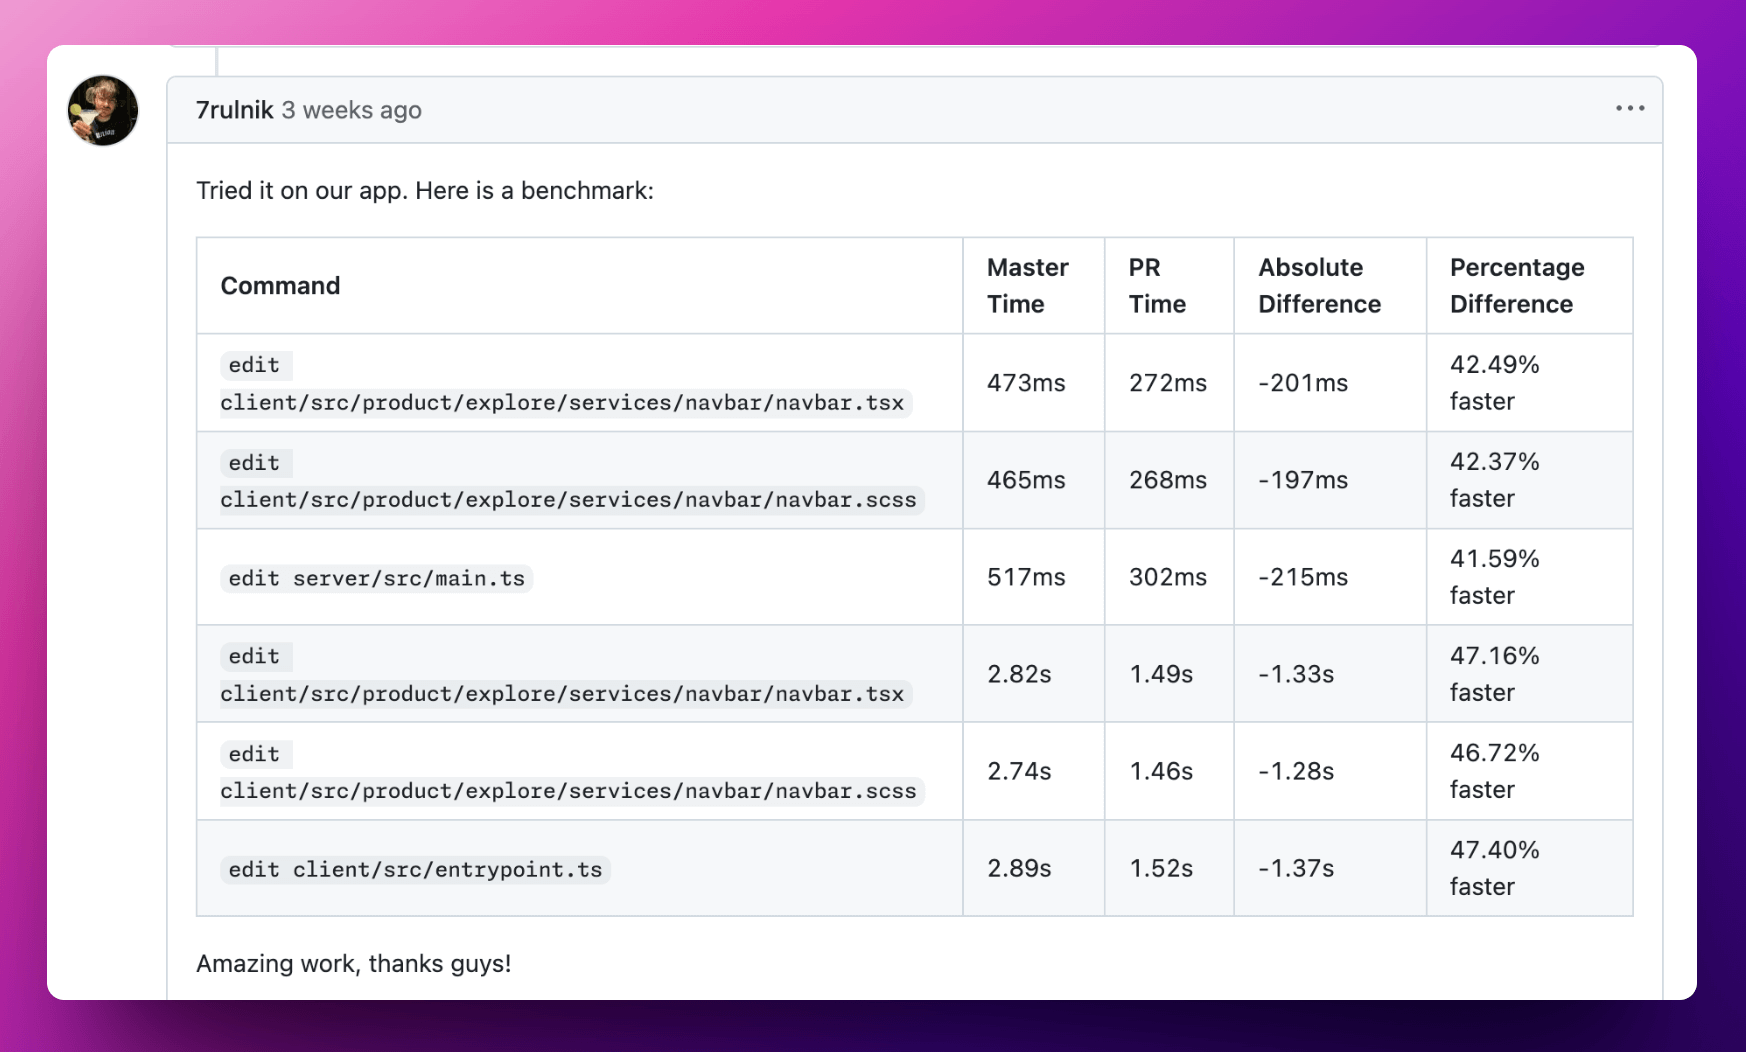 7rulnik 3 weeks ago
Tried it on our app. Here is a benchmark:
Command
Master
Time
PR
Time
Absolute
Difference
Percentage
Difference
edit
client/src/product/explore/services/navbar/navbar.tsx
473ms
272ms
-201ms
42.49%
faster
edit
client/src/product/explore/services/navbar/navbar.scss
465ms
268ms
-197ms
42.37%
faster
edit server/src/main.ts
517ms
302ms
-215ms
41.59%
faster
edit
client/src/product/explore/services/navbar/navbar.tsx
2.82s
1.49s
-1.33s
47.16%
faster
edit
client/src/product/explore/services/navbar/navbar.scss
2.74s
1.46s
-1.28s
46.72%
faster
edit client/src/entrypoint.ts
2.89s
1.52s
-1.37s
47.40%
faster
Amazing work, thanks guys!